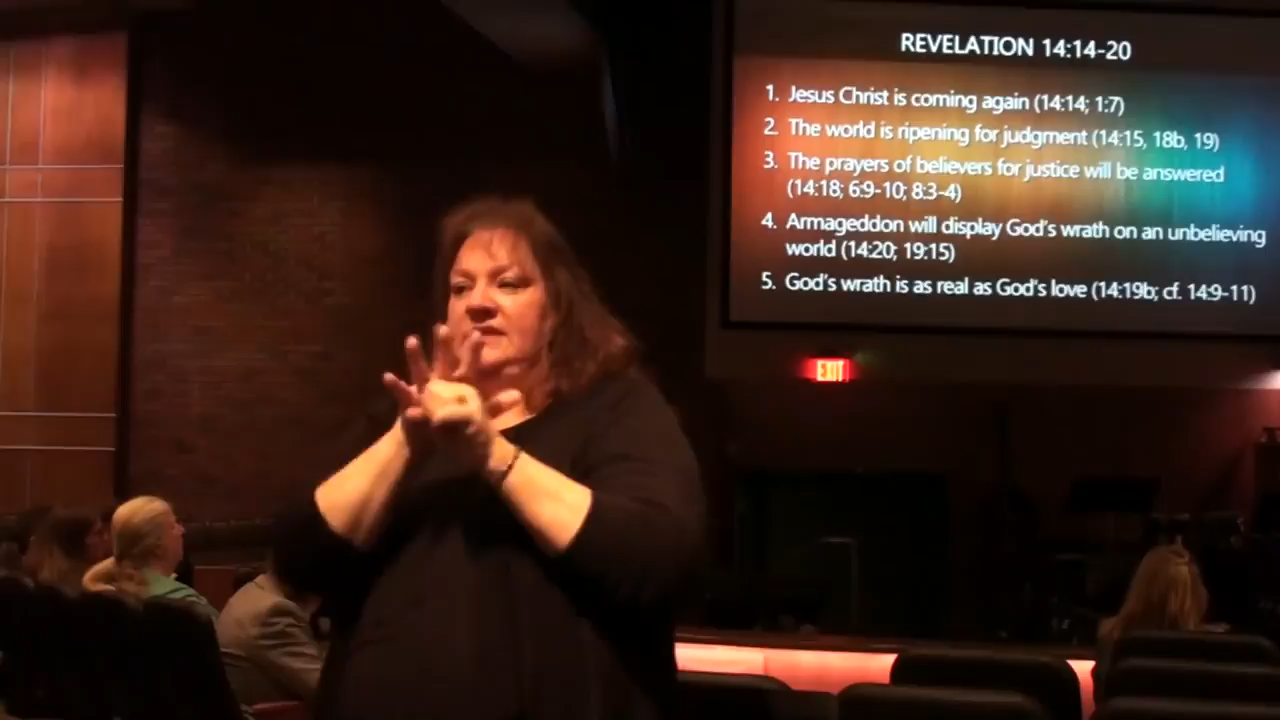 REVELATION 14:14-20
1. Jesus Christ is coming again (14:14; 1:7)
2. The world is ripening for judgment (14:15, 18b, 19)
3. The prayers of believers for justice will be answered
(14:18; 6:9-10; 8:3-4)
4. Armageddon will display God's wrath on an unbelieving
world (14:20; 19:15)
5. God's wrath is as real as God's love (14:19b; cf. 14:9-11)
EXIT